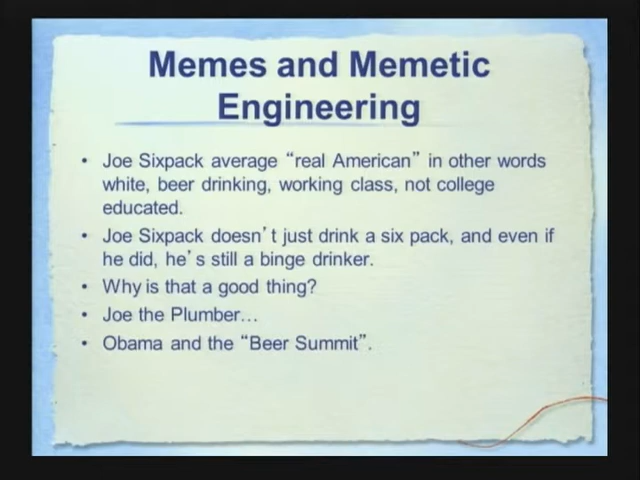 Memes and Memetic
Engineering
• Joe Sixpack average “real American” in other words
white, beer drinking, working class, not college
educated.
• Joe Sixpack doesn’t just drink a six pack, and even if
he did, he’s still a binge drinker.
• Why is that a good thing?
• Joe the Plumber…
• Obama and the “Beer Summit”.